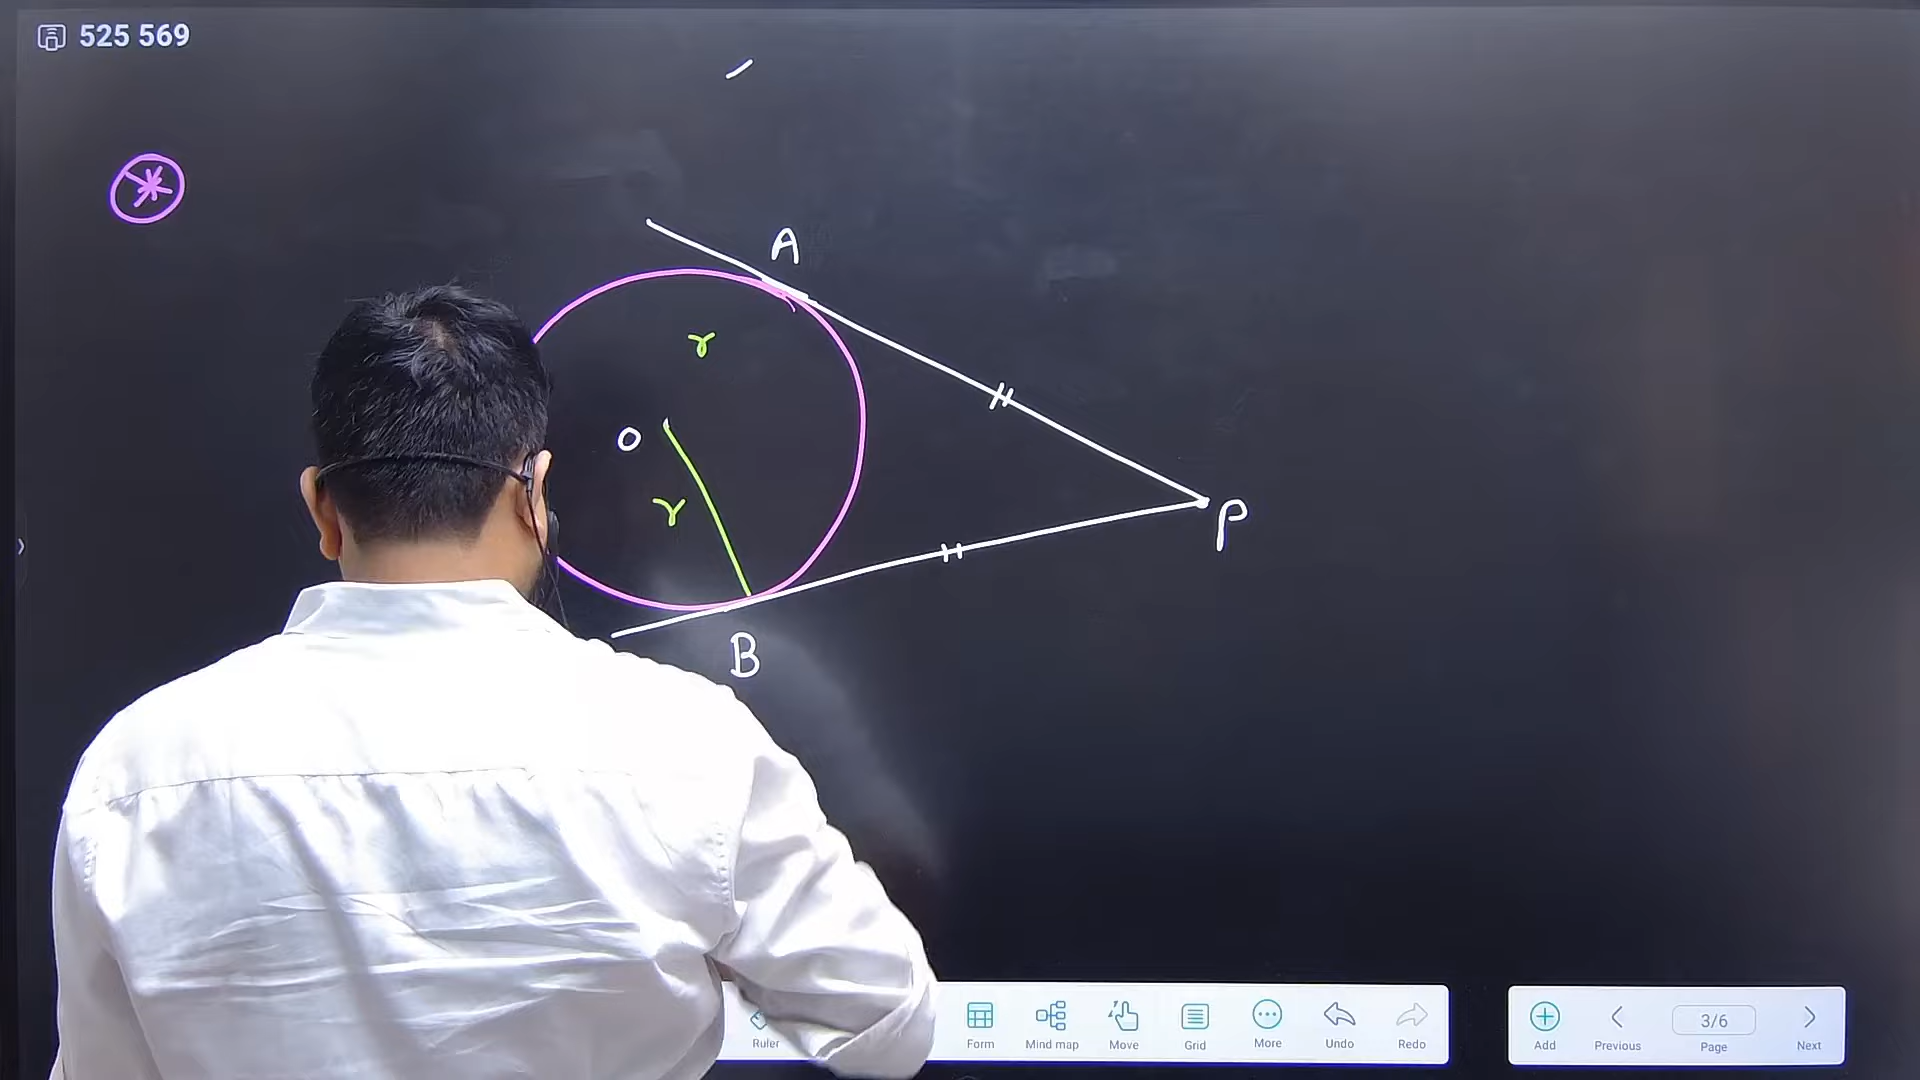 525 569
A
r
O
r
P
B
Ruler
Form
Mind map
Move
Grid
More
Undo
Redo
Add
Previous
3/6
Page
Next